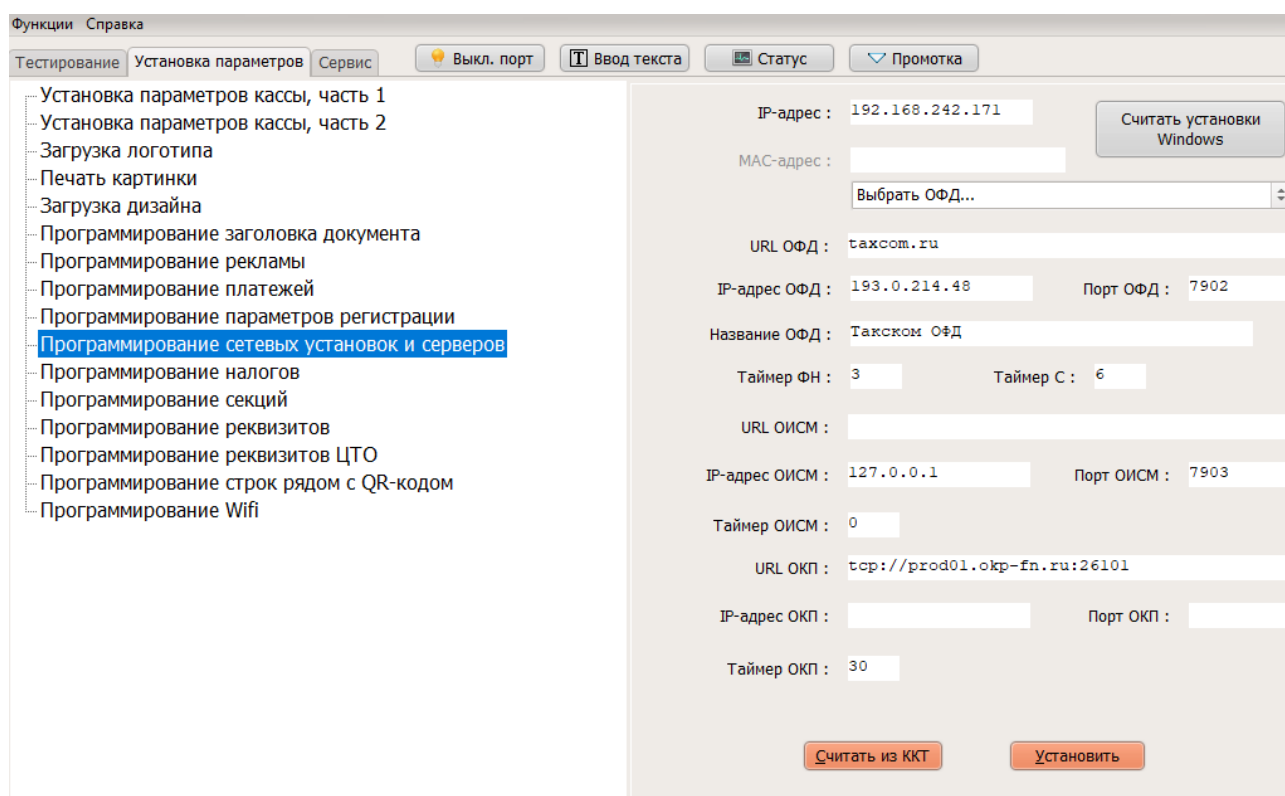 Функции Справка
Тестирование Установка параметров Сервис Выкл. порт T Ввод текста Статус Промотка
Установка параметров кассы, часть 1
Установка параметров кассы, часть 2
Загрузка логотипа
Печать картинки
Загрузка дизайна
Программирование заголовка документа
Программирование рекламы
Программирование платежей
Программирование параметров регистрации
Программирование сетевых установок и серверов
Программирование налогов
Программирование секций
Программирование реквизитов
Программирование реквизитов ЦТО
Программирование строк рядом с QR-кодом
Программирование Wifi
IP-адрес : 192.168.242.171
Считать установки
Windows
MAC-адрес :
Выбрать ОФД...
URL ОФД : taxcom.ru
IP-адрес ОФД : 193.0.214.48 Порт ОФД : 7902
Название ОФД : Такском ОФД
Таймер ФН : 3 Таймер С : 6
URL ОИСМ :
IP-адрес ОИСМ : 127.0.0.1 Порт ОИСМ : 7903
Таймер ОИСМ : 0
URL ОКП : tcp://prod01.okp-fn.ru:26101
IP-адрес ОКП : Порт ОКП :
Таймер ОКП : 30
Считать из ККТ Установить